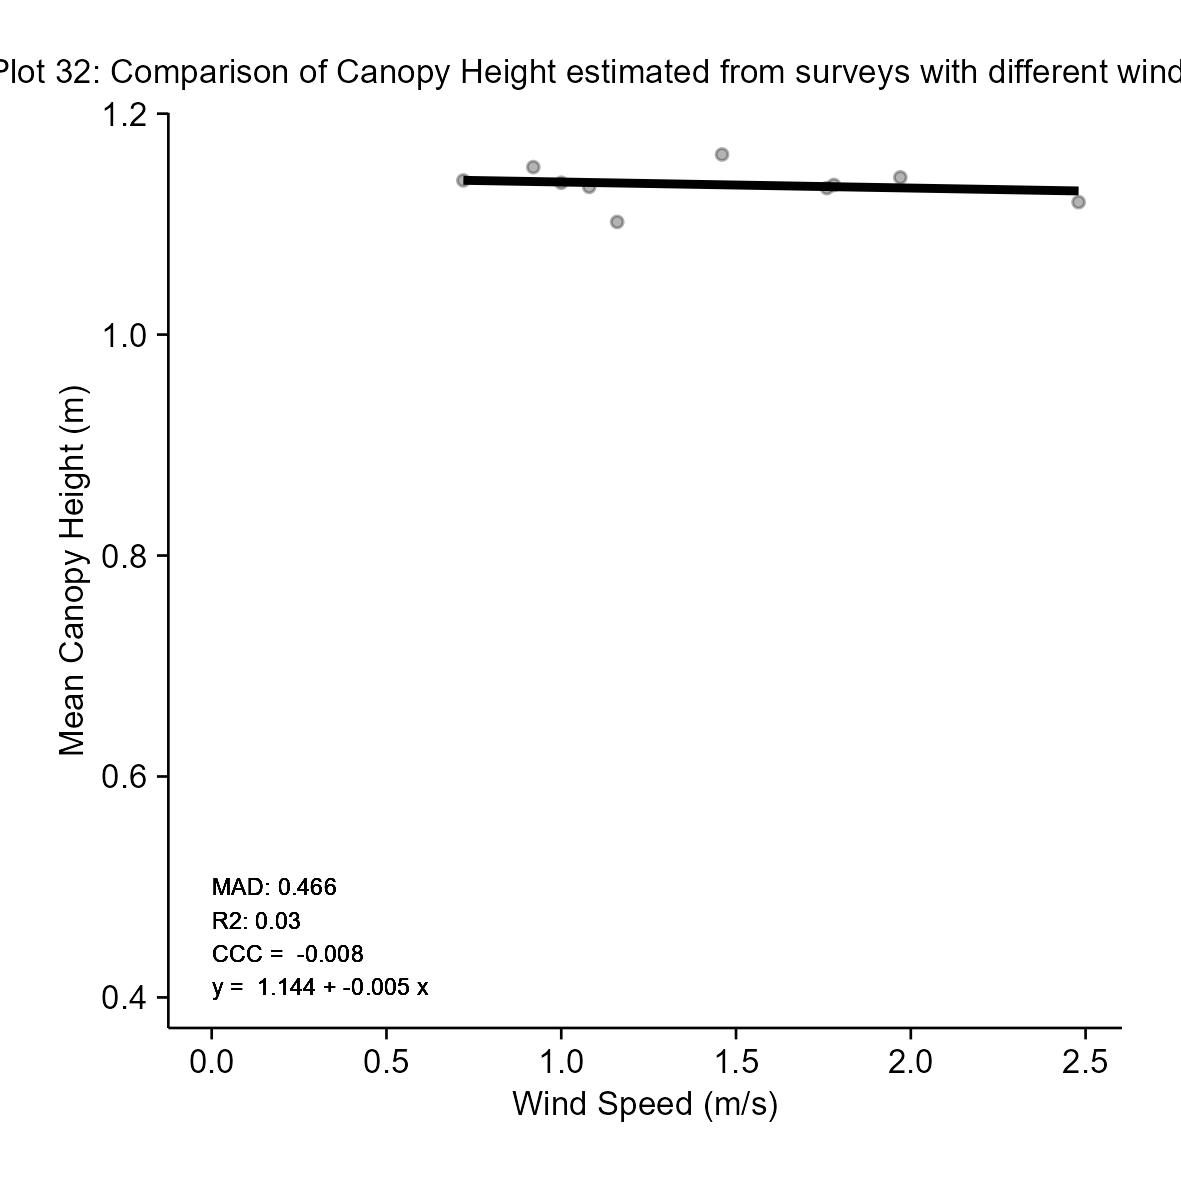 Plot 32: Comparison of Canopy Height estimated from surveys with different wind
1.2
1.0
0.8
0.6
0.4
Mean Canopy Height (m)
MAD: 0.466
R2: 0.03
CCC = -0.008
y = 1.144 + -0.005 x
0.0 0.5 1.0 1.5 2.0 2.5
Wind Speed (m/s)